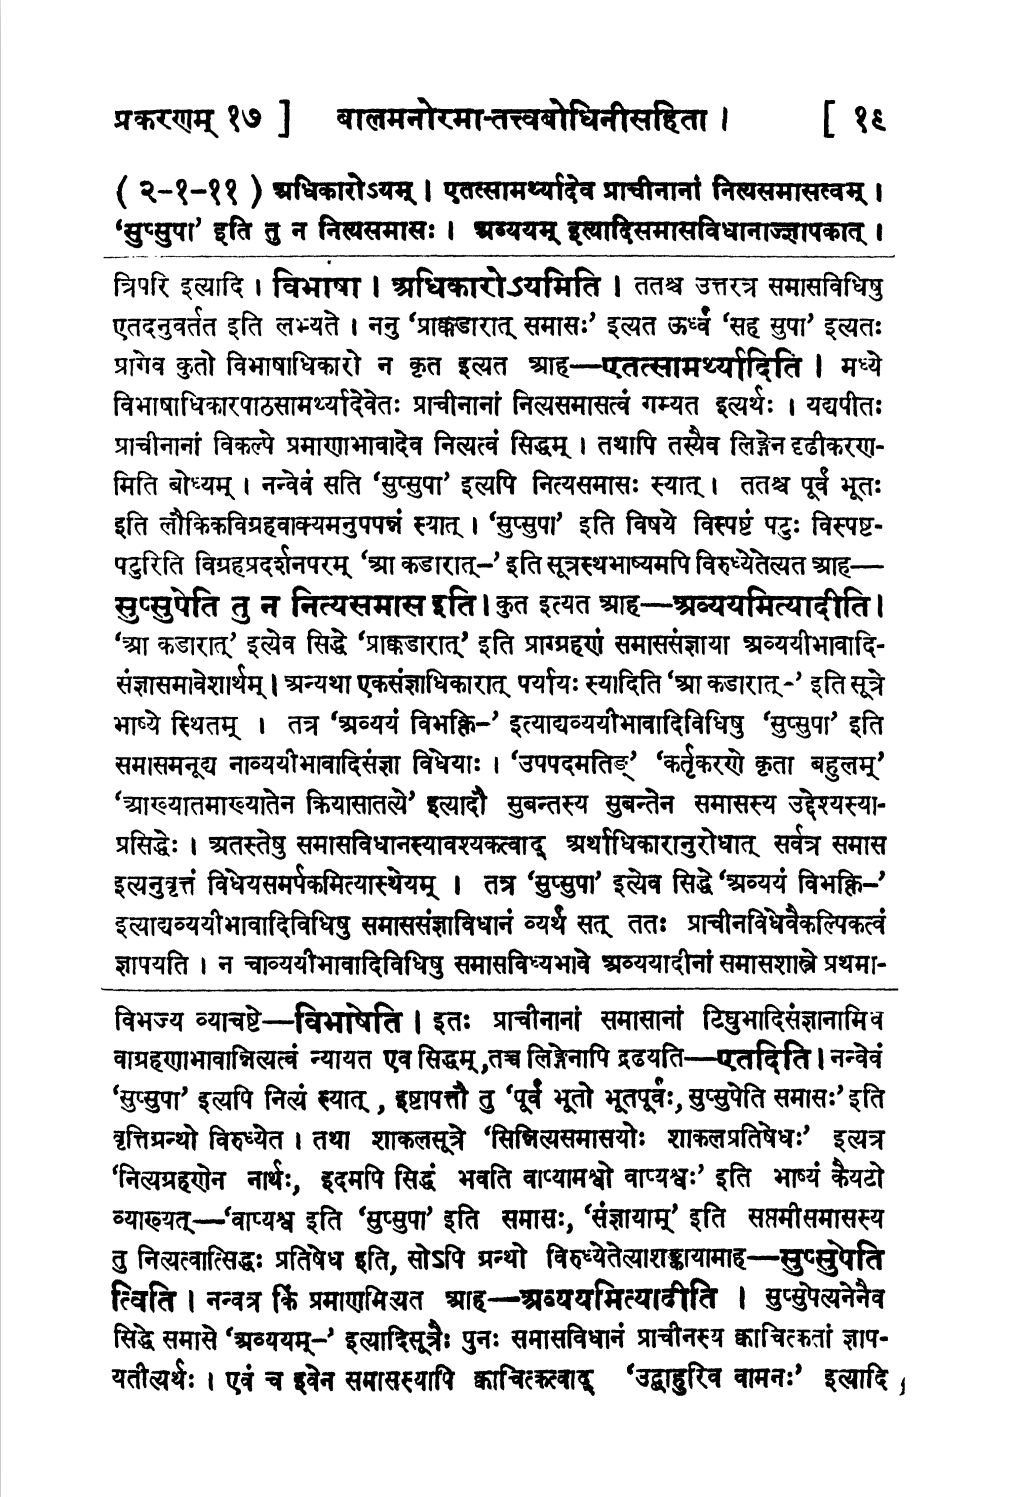 प्रकरणम् १७ ] बालमनोरमा-तत्त्वबोधिनीसहिता । [ १९
( २-१-११ ) अधिकारोऽयम् । एतत्सामर्थ्यादेव प्राचीनानां नित्यसमासत्वम् ।
‘सुप्सुपा’ इति तु न नित्यसमासः । अव्ययम् इत्यादिसमासविधानाज्ज्ञापकात् ।
त्रिपरि इत्यादि । विभाषा । अधिकारोऽयमिति । ततश्च उत्तरत्र समासविधिषु
एतदनुवर्तत इति लभ्यते । ननु ‘प्राक्कडारात् समासः’ इत्यत ऊर्ध्वं ‘सह सुपा’ इत्यतः
प्रागेव कुतो विभाषाधिकारो न कृत इत्यत आह—एतत्सामर्थ्यादिति । मध्ये
विभाषाधिकारपाठसामर्थ्यादेवेतः प्राचीनानां नित्यसमासत्वं गम्यत इत्यर्थः । यद्यपीतः
प्राचीनानां विकल्पे प्रमाणाभावादेव नित्यत्वं सिद्धम् । तथापि तस्यैव लिङ्गेन दृढीकरण-
मिति बोध्यम् । नन्वेवं सति ‘सुप्सुपा’ इत्यपि नित्यसमासः स्यात् । ततश्च पूर्वं भूतः
इति लौकिकविग्रहवाक्यमनुपपन्नं स्यात् । ‘सुप्सुपा’ इति विषये विस्पष्टं पटुः विस्पष्ट-
पटुरिति विग्रहप्रदर्शनपरम् ‘आ कडारात्–’ इति सूत्रस्थभाष्यमपि विरुध्येतेत्यत आह—
सुप्सुपेति तु न नित्यसमास इति । कुत इत्यत आह—अव्ययमित्यादीति ।
‘आ कडारात्’ इत्येव सिद्धे ‘प्राक्कडारात्’ इति प्राग्ग्रहणं समाससंज्ञाया अव्ययीभावादि-
संज्ञासमावेशार्थम् । अन्यथा एकसंज्ञाधिकारात् पर्यायः स्यादिति ‘आ कडारात्-’ इति सूत्रे
भाष्ये स्थितम् । तत्र ‘अव्ययं विभक्ति–’ इत्याद्यव्ययीभावादिविधिषु ‘सुप्सुपा’ इति
समासमनूद्य नाव्ययीभावादिसंज्ञा विधेयाः । ‘उपपदमतिङ्’ ‘कर्तृकरणे कृता बहुलम्’
‘आख्यातमाख्यातेन क्रियासातत्ये’ इत्यादौ सुबन्तस्य सुबन्तेन समासस्य उद्देश्यस्या-
प्रसिद्धेः । अतस्तेषु समासविधानस्यावश्यकत्वाद् अर्थाधिकारानुरोधात् सर्वत्र समास
इत्यनुवृत्तं विधेयसमर्पकमित्यास्थेयम् । तत्र ‘सुप्सुपा’ इत्येव सिद्धे ‘अव्ययं विभक्ति–’
इत्याद्यव्ययीभावादिविधिषु समाससंज्ञाविधानं व्यर्थं सत् ततः प्राचीनविधेर्वैकल्पिकत्वं
ज्ञापयति । न चाव्ययीभावादिविधिषु समासविध्यभावे अव्ययादीनां समासशास्त्रे प्रथमा-
विभज्य व्याचष्टे—विभाषेति । इतः प्राचीनानां समासानां टिघुभादिसंज्ञानामिव
वाग्रहणाभावान्नित्यत्वं न्यायत एव सिद्धम्, तच्च लिङ्गेनापि द्रढयति—एतदिति । नन्वेवं
‘सुप्सुपा’ इत्यपि नित्यं स्यात् , इष्टापत्तौ तु ‘पूर्वं भूतो भूतपूर्वः, सुप्सुपेति समासः’ इति
वृत्तिग्रन्थो विरुध्येत । तथा शाकलसूत्रे ‘सिन्नित्यसमासयोः शाकलप्रतिषेधः’ इत्यत्र
‘नित्यग्रहणेन नार्थः, इदमपि सिद्धं भवति वाप्यामश्वो वाप्यश्वः’ इति भाष्यं कैयटो
व्याख्यत्—‘वाप्यश्व इति ‘सुप्सुपा’ इति समासः, ‘संज्ञायाम्’ इति सप्तमीसमासस्य
तु नित्यत्वात्सिद्धः प्रतिषेध इति, सोऽपि ग्रन्थो विरुध्येतेत्याशङ्कायामाह—सुप्सुपेति
त्विति । नन्वत्र किं प्रमाणमित्यत आह—अव्ययमित्यादीति । सुप्सुपेत्यनेनैव
सिद्धे समासे ‘अव्ययम्–’ इत्यादिसूत्रैः पुनः समासविधानं प्राचीनस्य क्वाचित्कतां ज्ञाप-
यतीत्यर्थः । एवं च इवेन समासस्यापि क्वाचित्कत्वाद् ‘उद्बाहुरिव वामनः’ इत्यादि ,